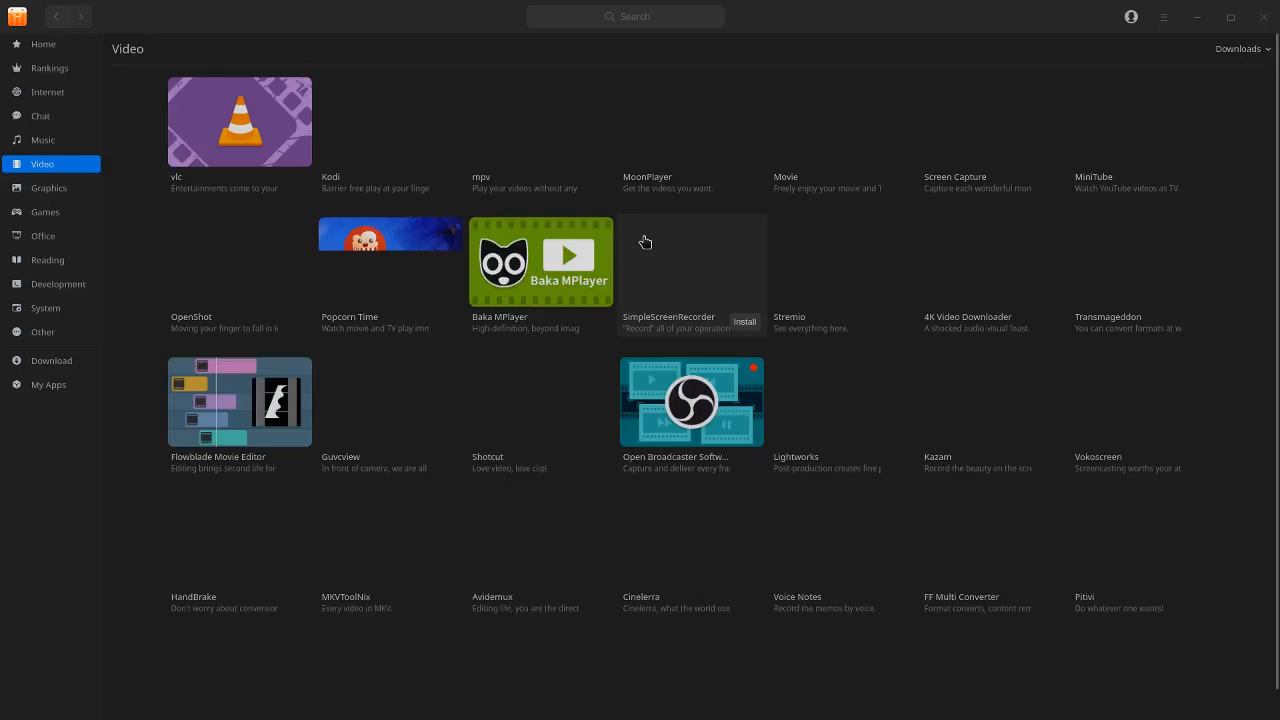 Search
Home
Rankings
Internet
Chat
Music
Video
Graphics
Games
Office
Reading
Development
System
Other
Download
My Apps
Video
Downloads
vlc
Entertainments come to your
Kodi
Barrier free play at your finge
mpv
Play your videos without any
MoonPlayer
Get the videos you want.
Movie
Freely enjoy your movie and T
Screen Capture
Capture each wonderful mon
MiniTube
Watch YouTube videos as TV.
OpenShot
Moving your finger to fall in l
Popcorn Time
Watch movie and TV play imm
Baka MPlayer
Baka MPlayer
High-definition, beyond imag
SimpleScreenRecorder
"Record" all of your operation
Install
Stremio
See everything here.
4K Video Downloader
A shocked audio-visual feast.
Transmageddon
You can convert formats at w
Flowblade Movie Editor
Editing brings second life for
Guvcview
In front of camera, we are all
Shotcut
Love video, love clip!
Open Broadcaster Softw...
Capture and deliver every fra
Lightworks
Post-production creates fine p
Kazam
Record the beauty on the scre
Vokoscreen
Screencasting worths your at
HandBrake
Don't worry about conversior
MKVToolNix
Every video in MKV.
Avidemux
Editing life, you are the direct
Cinelerra
Cinelerra, what the world use
Voice Notes
Record the memos by voice.
FF Multi Converter
Format converts, content rem
Pitivi
Do whatever one wants!